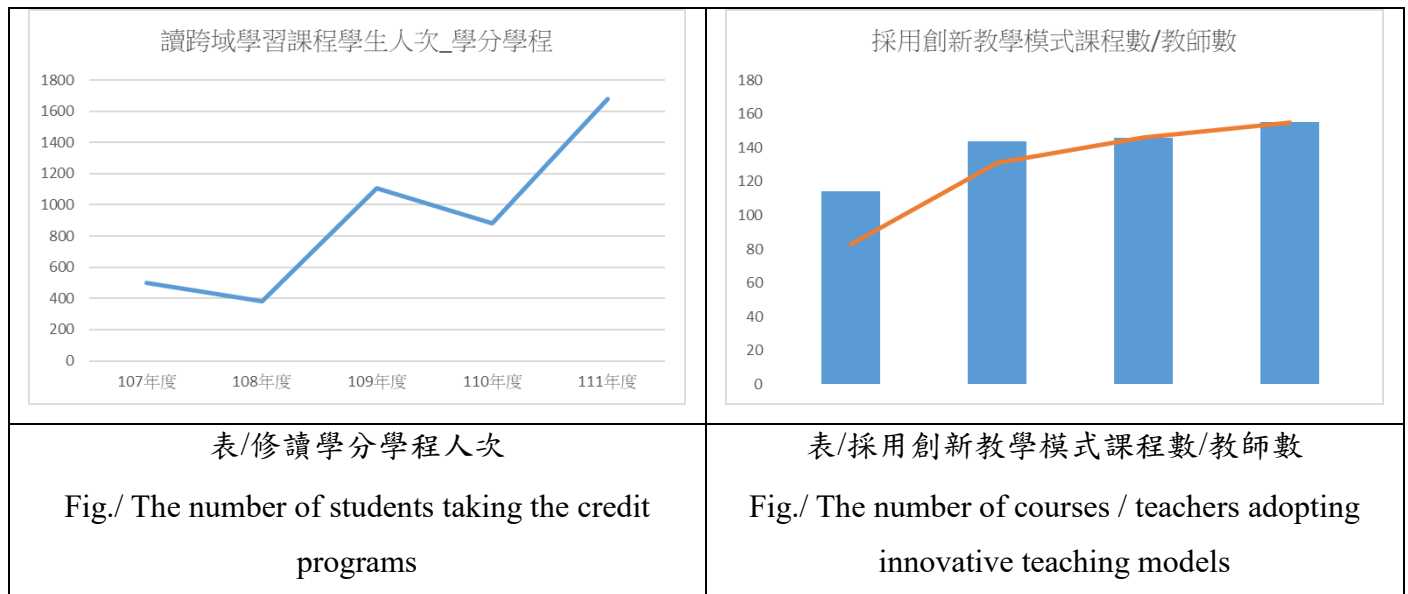 讀跨域學習課程學生人次_學分學程
1800
1600
1400
1200
1000
800
600
400
200
0
107年度
108年度
109年度
110年度
111年度
採用創新教學模式課程數/教師數
180
160
140
120
100
80
60
40
20
0
表/修讀學分學程人次
Fig./ The number of students taking the credit
programs
表/採用創新教學模式課程數/教師數
Fig./ The number of courses / teachers adopting
innovative teaching models